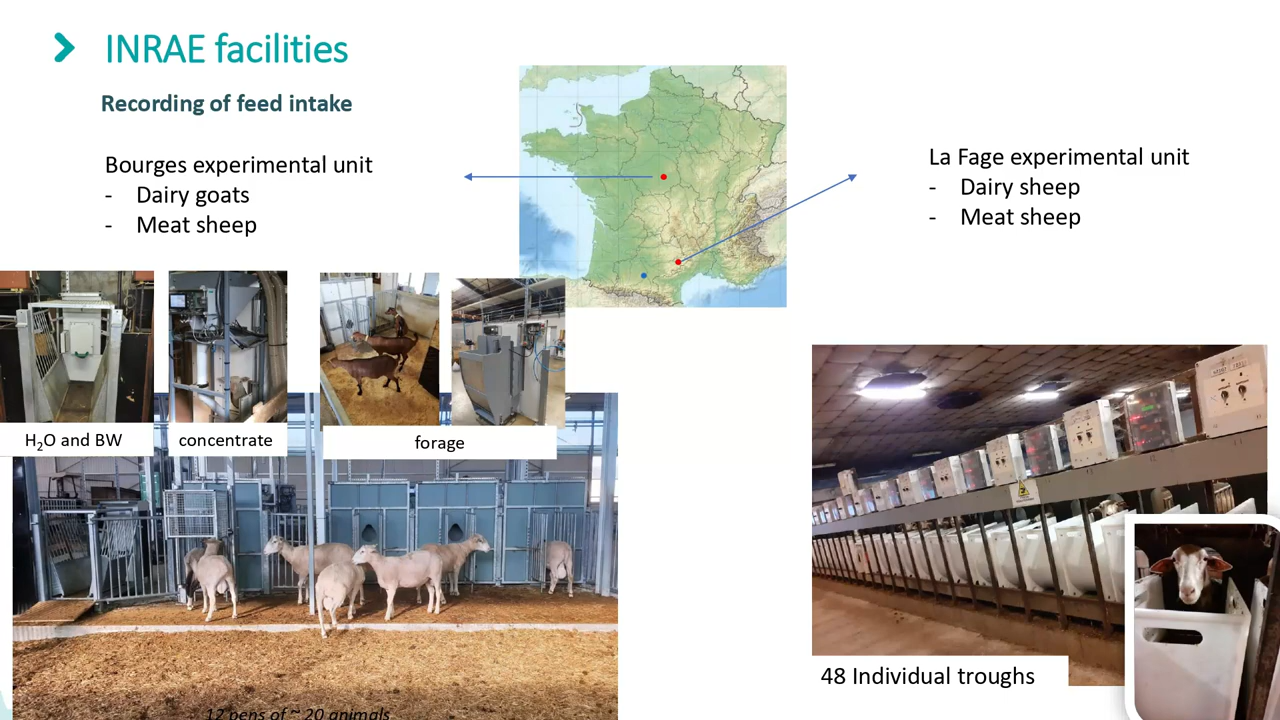 INRAE facilities
Recording of feed intake
Bourges experimental unit
- Dairy goats
- Meat sheep
La Fage experimental unit
- Dairy sheep
- Meat sheep
H₂O and BW
concentrate
forage
12 pens of ~ 20 animals
48 Individual troughs